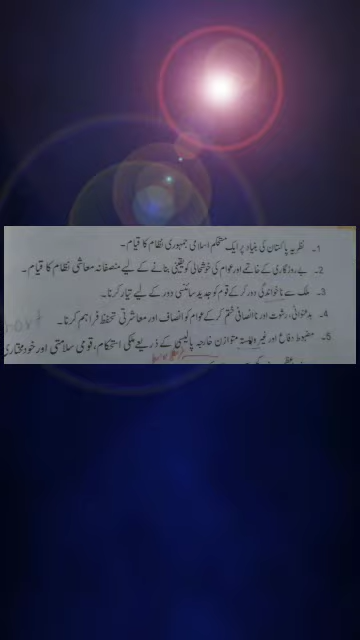 1۔ نظریہ پاکستان کی بنیاد پر ایک مستحکم اسلامی جمہوری نظام کا قیام۔
2۔ بے روزگاری کے خاتمے اور عوام کی خوشحالی کو یقینی بنانے کے لیے منصفانہ معاشی نظام کا قیام۔
3۔ ملک سے ناخواندگی دور کر کے قوم کو جدید سائنسی دور کے لیے تیار کرنا۔
4۔ بدعنوانی، رشوت اور ناانصافی ختم کر کے عوام کو انصاف اور معاشرتی تحفظ فراہم کرنا۔
5۔ مضبوط دفاع اور غیر وابستہ متوازن خارجہ پالیسی کے ذریعے ملکی استحکام، قومی سلامتی اور خود مختاری